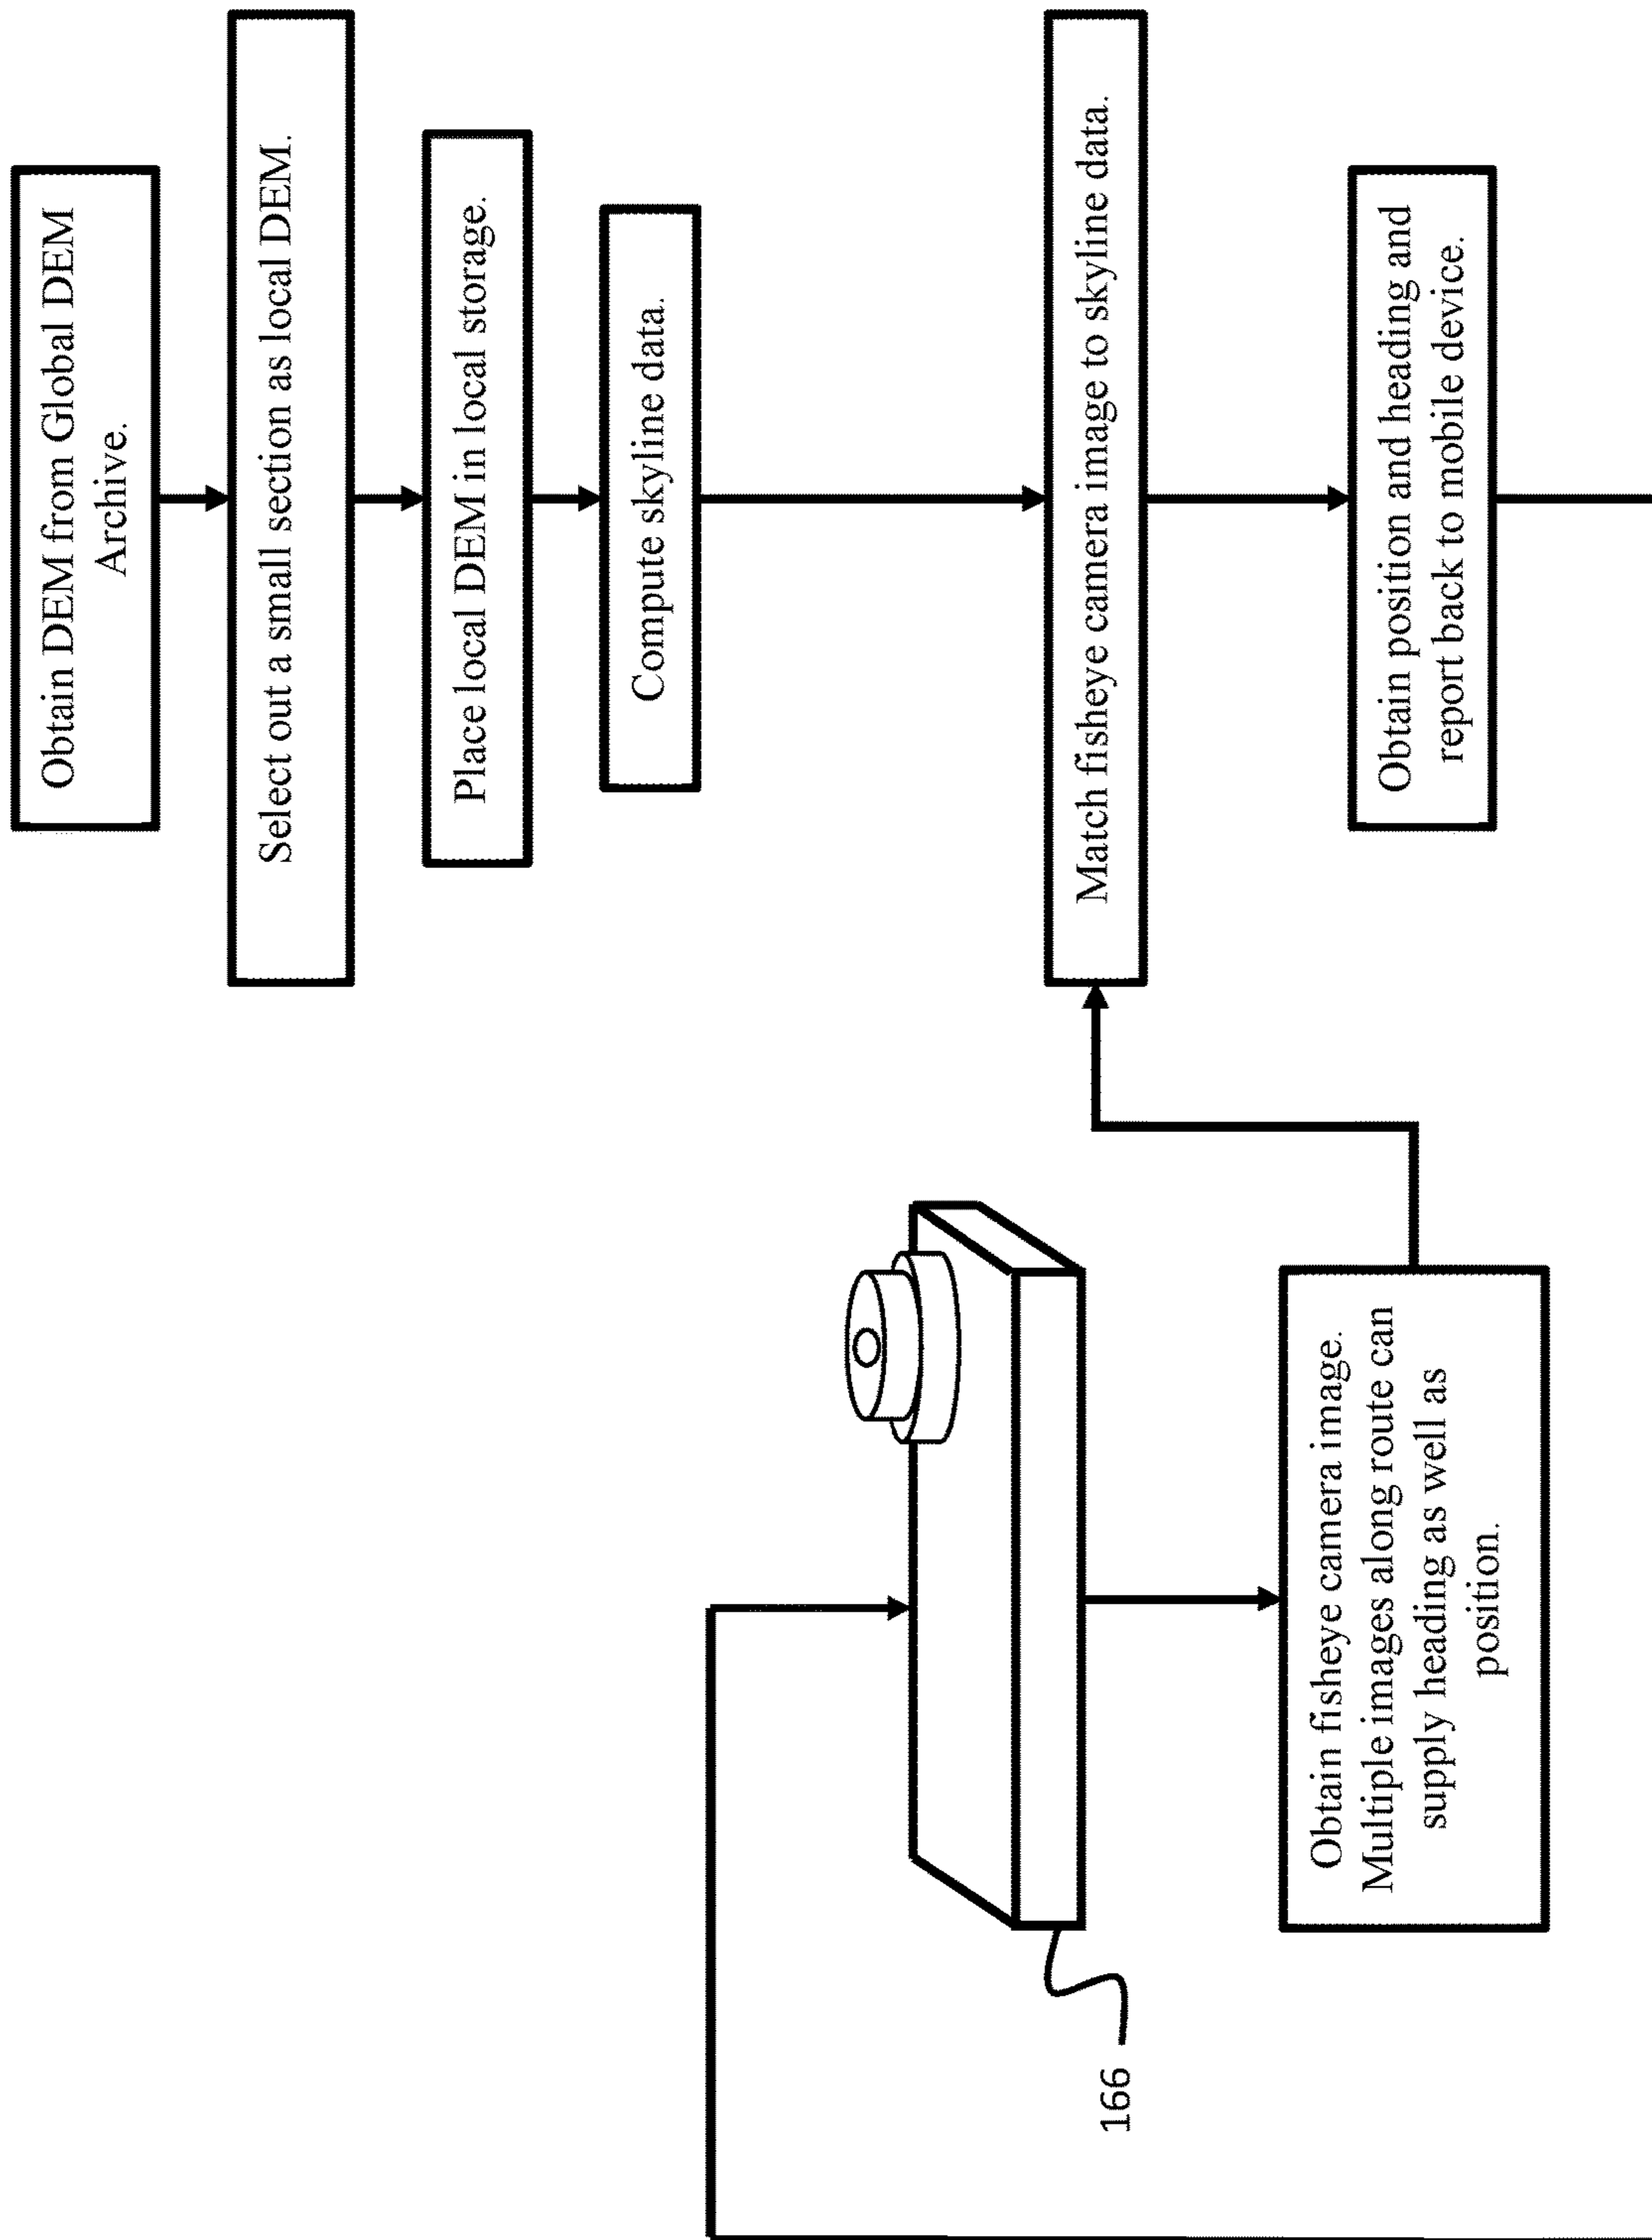 Obtain DEM from Global DEM
Archive.
Select out a small section as local DEM.
Place local DEM in local storage.
Compute skyline data.
Match fisheye camera image to skyline data.
Obtain position and heading and
report back to mobile device.
166
Obtain fisheye camera image.
Multiple images along route can
supply heading as well as
position.